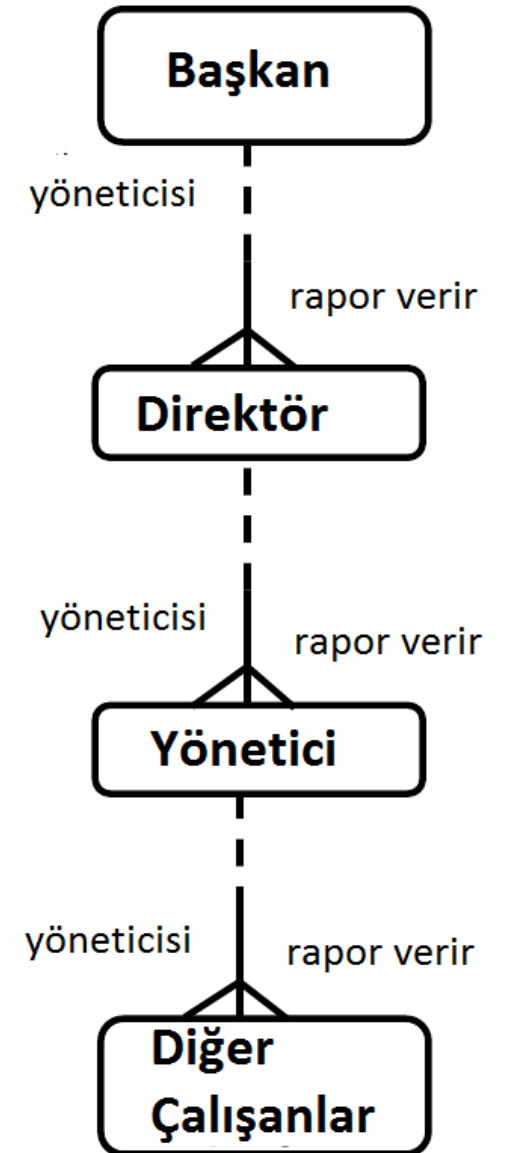 Başkan
yöneticisi
rapor verir
Direktör
yöneticisi
rapor verir
Yönetici
yöneticisi
rapor verir
Diğer
Çalışanlar